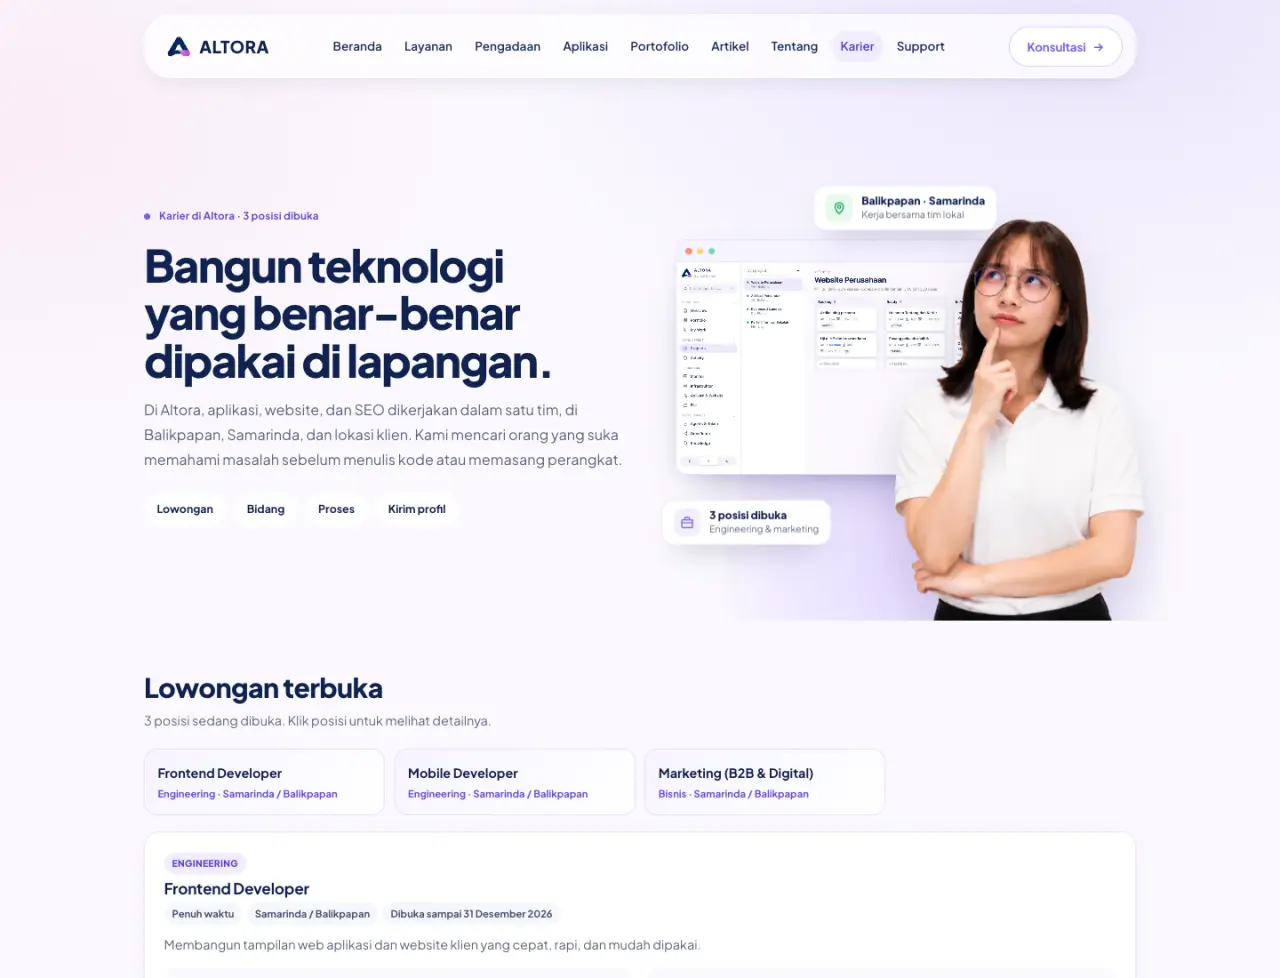 ALTORA
Beranda
Layanan
Pengadaan
Aplikasi
Portofolio
Artikel
Tentang
Karier
Support
Konsultasi →
Karier di Altora · 3 posisi dibuka
Bangun teknologi
yang benar-benar
dipakai di lapangan.
Di Altora, aplikasi, website, dan SEO dikerjakan dalam satu tim, di
Balikpapan, Samarinda, dan lokasi klien. Kami mencari orang yang suka
memahami masalah sebelum menulis kode atau memasang perangkat.
Lowongan
Bidang
Proses
Kirim profil
Balikpapan · Samarinda
Kerja bersama tim lokal
ALTORA
Website Perusahaan
3 posisi dibuka
Engineering & marketing
Lowongan terbuka
3 posisi sedang dibuka. Klik posisi untuk melihat detailnya.
Frontend Developer
Engineering · Samarinda / Balikpapan
Mobile Developer
Engineering · Samarinda / Balikpapan
Marketing (B2B & Digital)
Bisnis · Samarinda / Balikpapan
ENGINEERING
Frontend Developer
Penuh waktu
Samarinda / Balikpapan
Dibuka sampai 31 Desember 2026
Membangun tampilan web aplikasi dan website klien yang cepat, rapi, dan mudah dipakai.